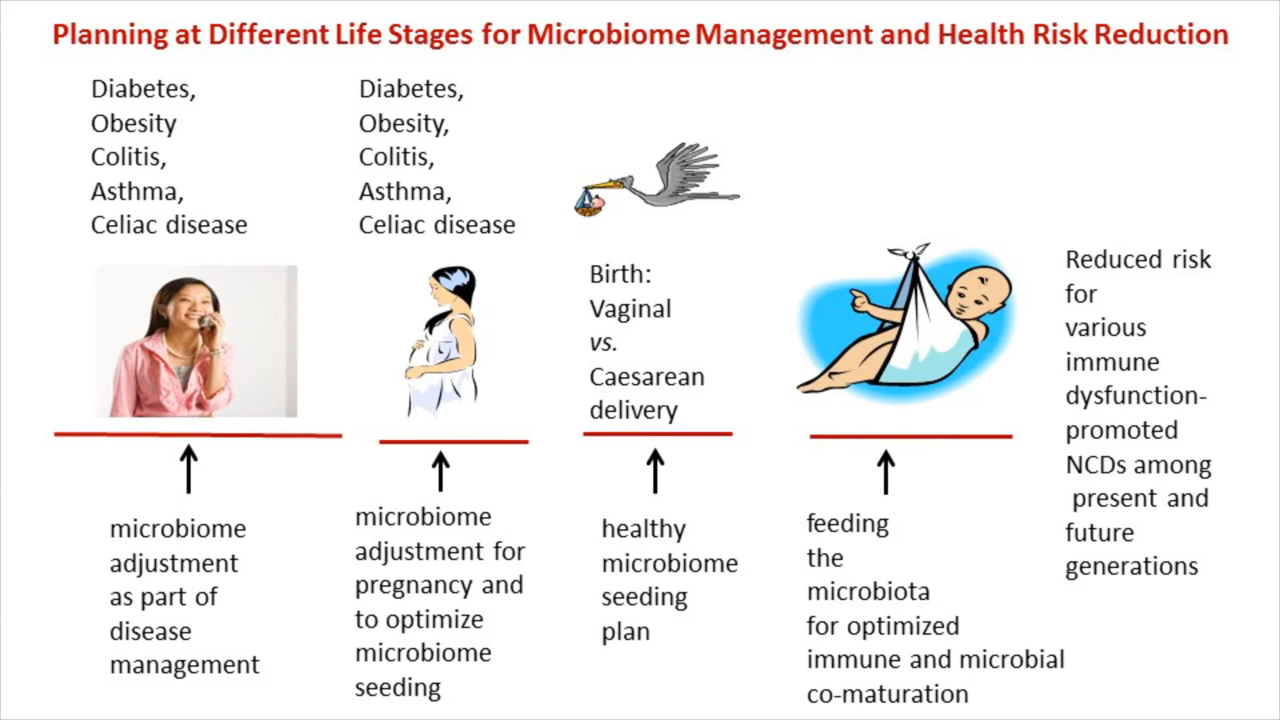 Planning at Different Life Stages for Microbiome Management and Health Risk Reduction
Diabetes,
Obesity
Colitis,
Asthma,
Celiac disease
Diabetes,
Obesity,
Colitis,
Asthma,
Celiac disease
Birth:
Vaginal
vs.
Caesarean
delivery
Reduced risk
for
various
immune
dysfunction-
promoted
NCDs among
present and
future
generations
microbiome
adjustment
as part of
disease
management
microbiome
adjustment for
pregnancy and
to optimize
microbiome
seeding
healthy
microbiome
seeding
plan
feeding
the
microbiota
for optimized
immune and microbial
co-maturation